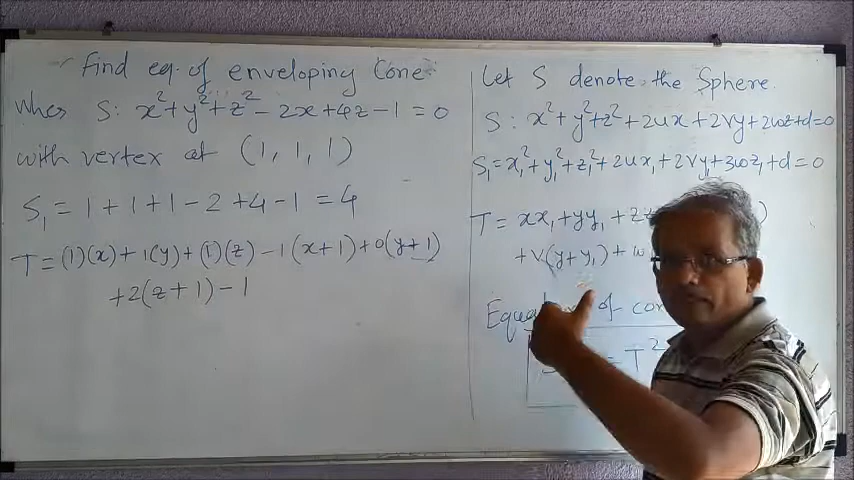 Find eq. of enveloping Cone
When S: x²+y²+z²-2x+4z-1=0
with vertex at (1, 1, 1)
S₁= 1+1+1-2+4-1=4
T=(1)(x)+1(y)+(1)(z)-1(x+1)+0(y+1)
+2(z+1)-1
Let S denote the Sphere.
S: x²+y²+z²+2ux+2vy+2wz+d=0
S₁=x₁²+y₁²+z₁²+2ux₁+2vy₁+3wz₁+d=0
T= xx₁+yy₁+
+v(y+y₁)+
of
=T²